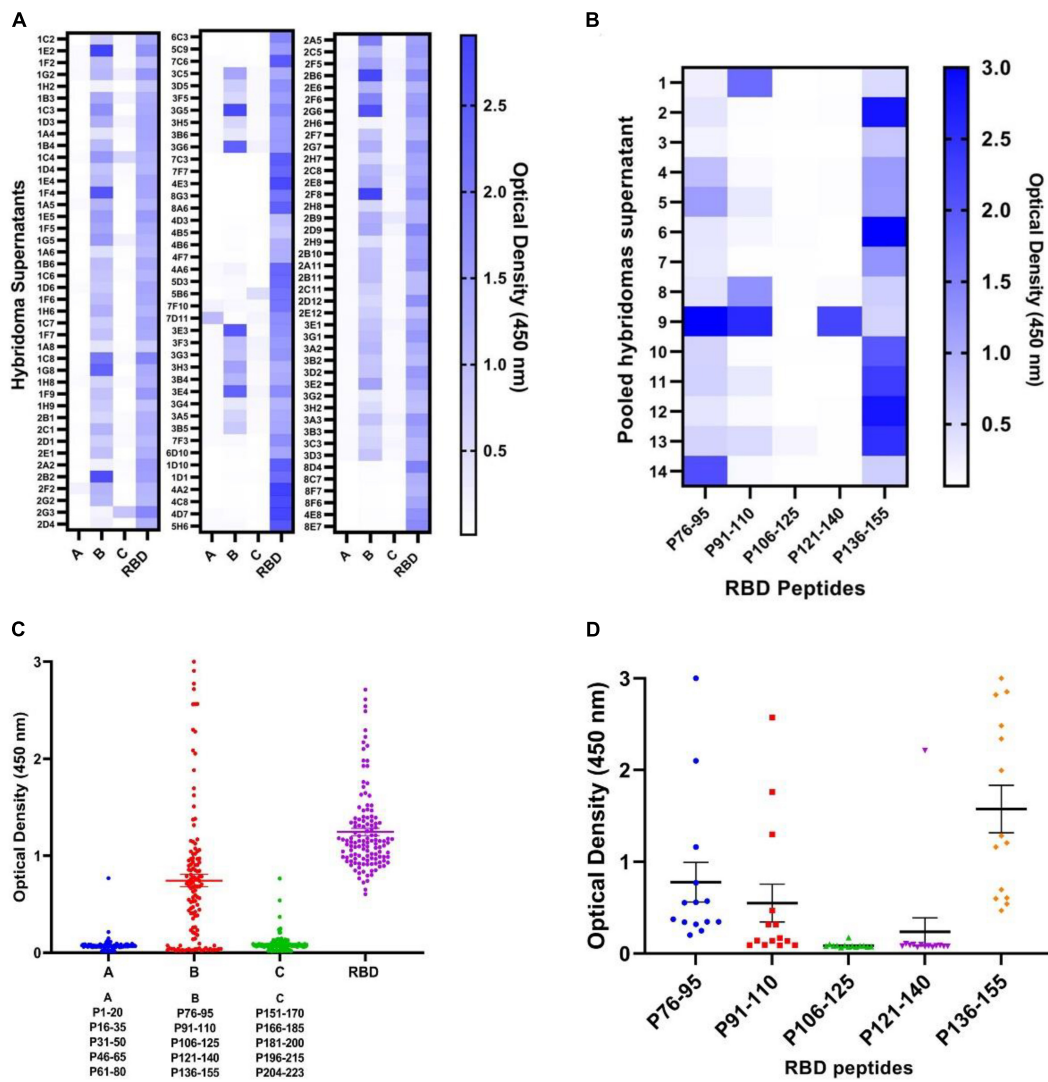 A
Hybridoma Supernatants
1C2
1E2
1F2
1G2
1H2
1B3
1C3
1D3
1A4
1B4
1C4
1D4
1E4
1F4
1A5
1E5
1F5
1G5
1A6
1B6
1C6
1D6
1F6
1H6
1C7
1F7
1A8
1C8
1G8
1H8
1F9
1H9
2B1
2C1
2D1
2E1
2A2
2B2
2F2
2G2
2G3
2D4
A
B
C
RBD
6C3
5C9
7C6
3C5
3D5
3F5
3G5
3H5
3B6
3G6
7C3
7F7
4E3
8G3
8A6
4D3
4B5
4B6
4F7
4A6
5D3
5B6
7F10
7D11
3E3
3F3
3G3
3H3
3B4
3E4
3G4
3A5
3B5
7F3
6D10
1D10
1D1
4A2
4C8
4D7
5H6
A
B
C
RBD
2A5
2C5
2F5
2B6
2E6
2F6
2G6
2H6
2F7
2G7
2H7
2C8
2E8
2F8
2H8
2B9
2D9
2H9
2B10
2A11
2B11
2C11
2D12
2E12
3E1
3G1
3A2
3B2
3D2
3E2
3G2
3H2
3A3
3B3
3C3
3D3
8D4
8C7
8F7
8F6
4E8
8E7
A
B
C
RBD
2.5
2.0
1.5
1.0
0.5
Optical Density (450 nm)
B
Pooled hybridomas supernatant
1
2
3
4
5
6
7
8
9
10
11
12
13
14
P76-95
P91-110
P106-125
P121-140
P136-155
RBD Peptides
3.0
2.5
2.0
1.5
1.0
0.5
Optical Density (450 nm)
C
Optical Density (450 nm)
3
2
1
0
A
B
C
RBD
A B C
P1-20 P76-95 P151-170
P16-35 P91-110 P166-185
P31-50 P106-125 P181-200
P46-65 P121-140 P196-215
P61-80 P136-155 P204-223
D
Optical Density (450 nm)
3
2
1
0
P76-95
P91-110
P106-125
P121-140
P136-155
RBD peptides